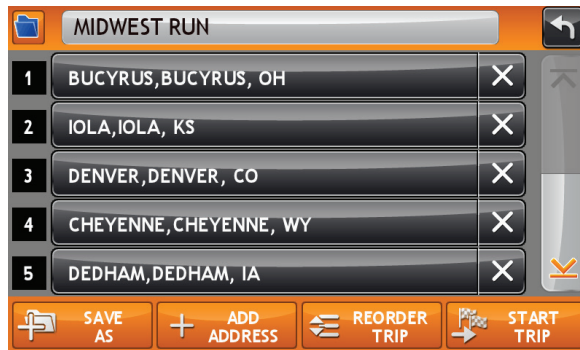 MIDWEST RUN
1 BUCYRUS,BUCYRUS, OH
2 IOLA,IOLA, KS
3 DENVER,DENVER, CO
4 CHEYENNE,CHEYENNE, WY
5 DEDHAM,DEDHAM, IA
SAVE
AS
ADD
ADDRESS
REORDER
TRIP
START
TRIP